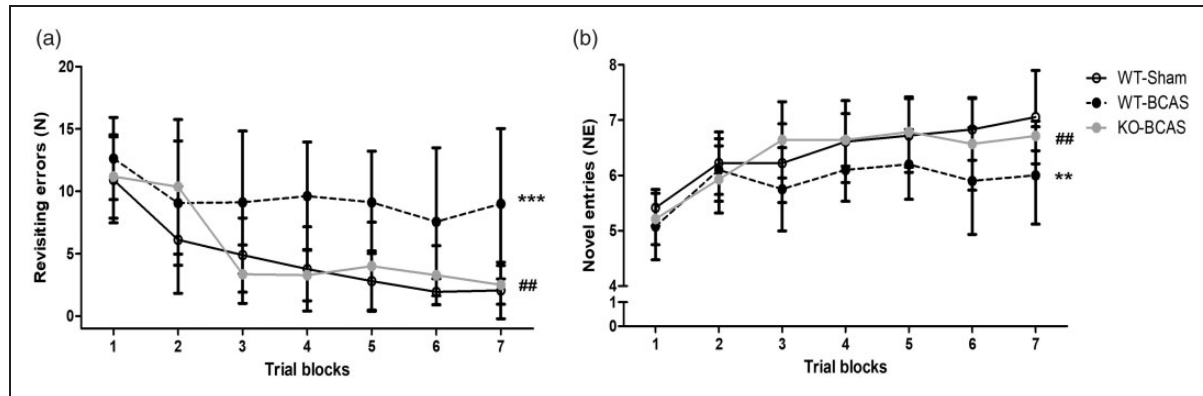 (a)
20
15
10
5
0
Revisiting errors (N)
***
##
1 2 3 4 5 6 7
Trial blocks
(b)
8
7
6
5
4
1
0
Novel entries (NE)
##
**
1 2 3 4 5 6 7
Trial blocks
WT-Sham
WT-BCAS
KO-BCAS